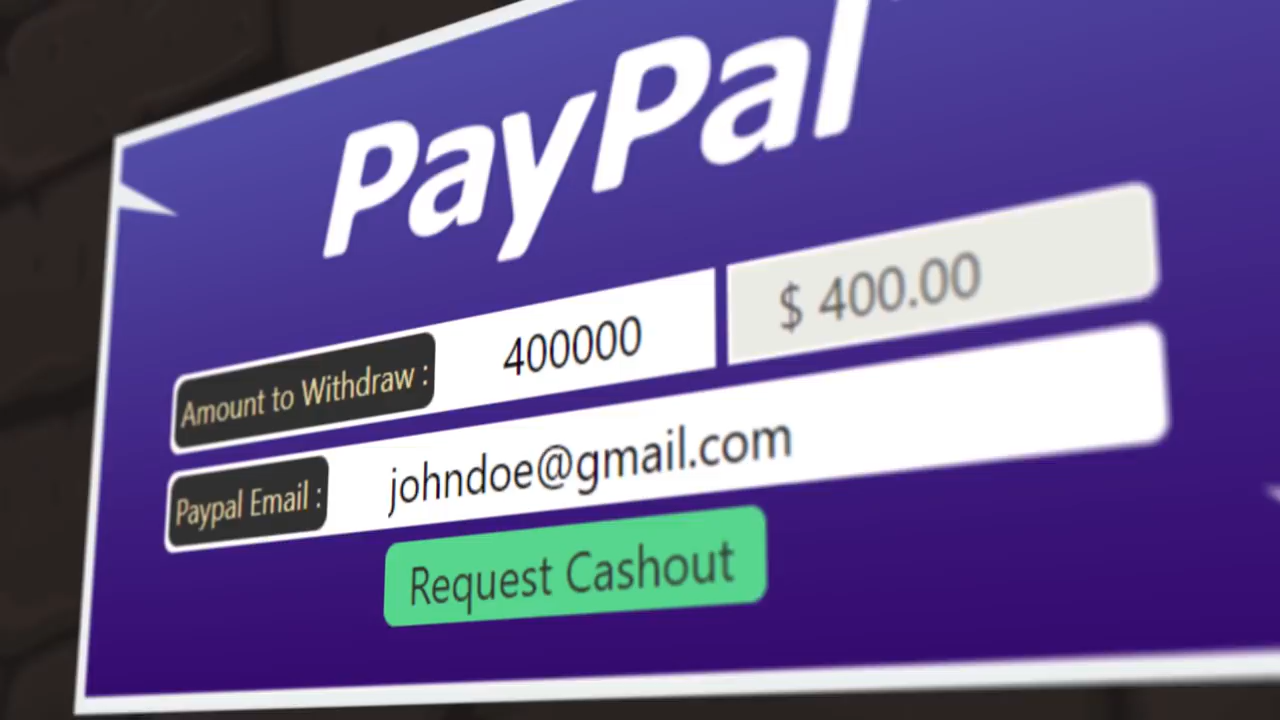 PayPal
Amount to Withdraw : 400000 $ 400.00
Paypal Email : johndoe@gmail.com
Request Cashout